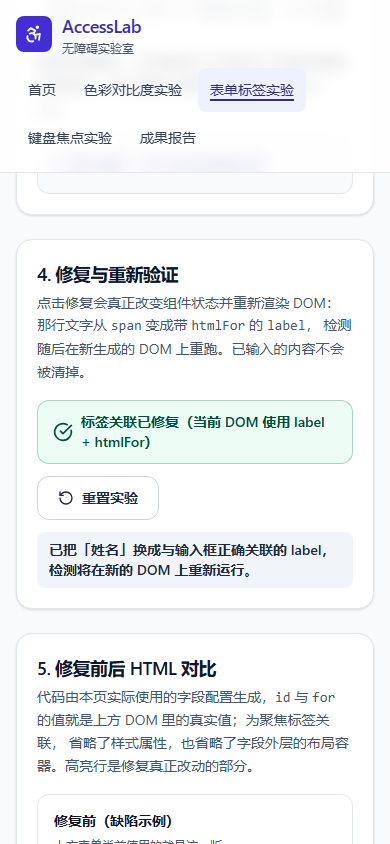 AccessLab
无障碍实验室
首页
色彩对比度实验
表单标签实验
键盘焦点实验
成果报告
4. 修复与重新验证
点击修复会真正改变组件状态并重新渲染 DOM：
那行文字从 span 变成带 htmlFor 的 label， 检测
随后在新生成的 DOM 上重跑。已输入的内容不会
被清掉。
标签关联已修复（当前 DOM 使用 label
+ htmlFor）
重置实验
已把「姓名」换成与输入框正确关联的 label，
检测将在新的 DOM 上重新运行。
5. 修复前后 HTML 对比
代码由本页实际使用的字段配置生成，id 与 for
的值就是上方 DOM 里的真实值；为聚焦标签关
联， 省略了样式属性，也省略了字段外层的布局容
器。高亮行是修复真正改动的部分。
修复前（缺陷示例）